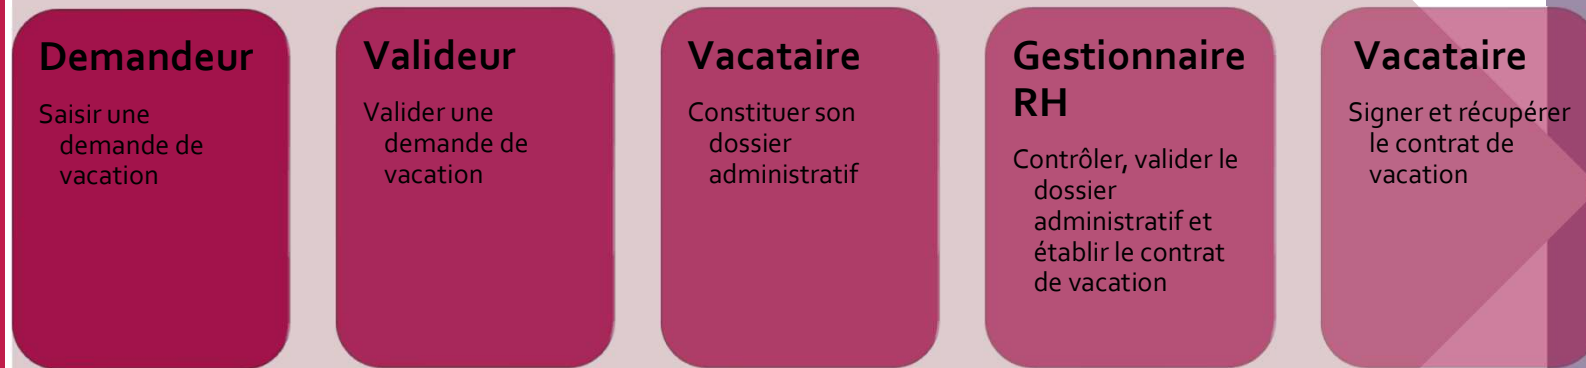 Demandeur
Saisir une
demande de
vacation
Valideur
Valider une
demande de
vacation
Vacataire
Constituer son
dossier
administratif
Gestionnaire
RH
Contrôler, valider le
dossier
administratif et
établir le contrat
de vacation
Vacataire
Signer et récupérer
le contrat de
vacation